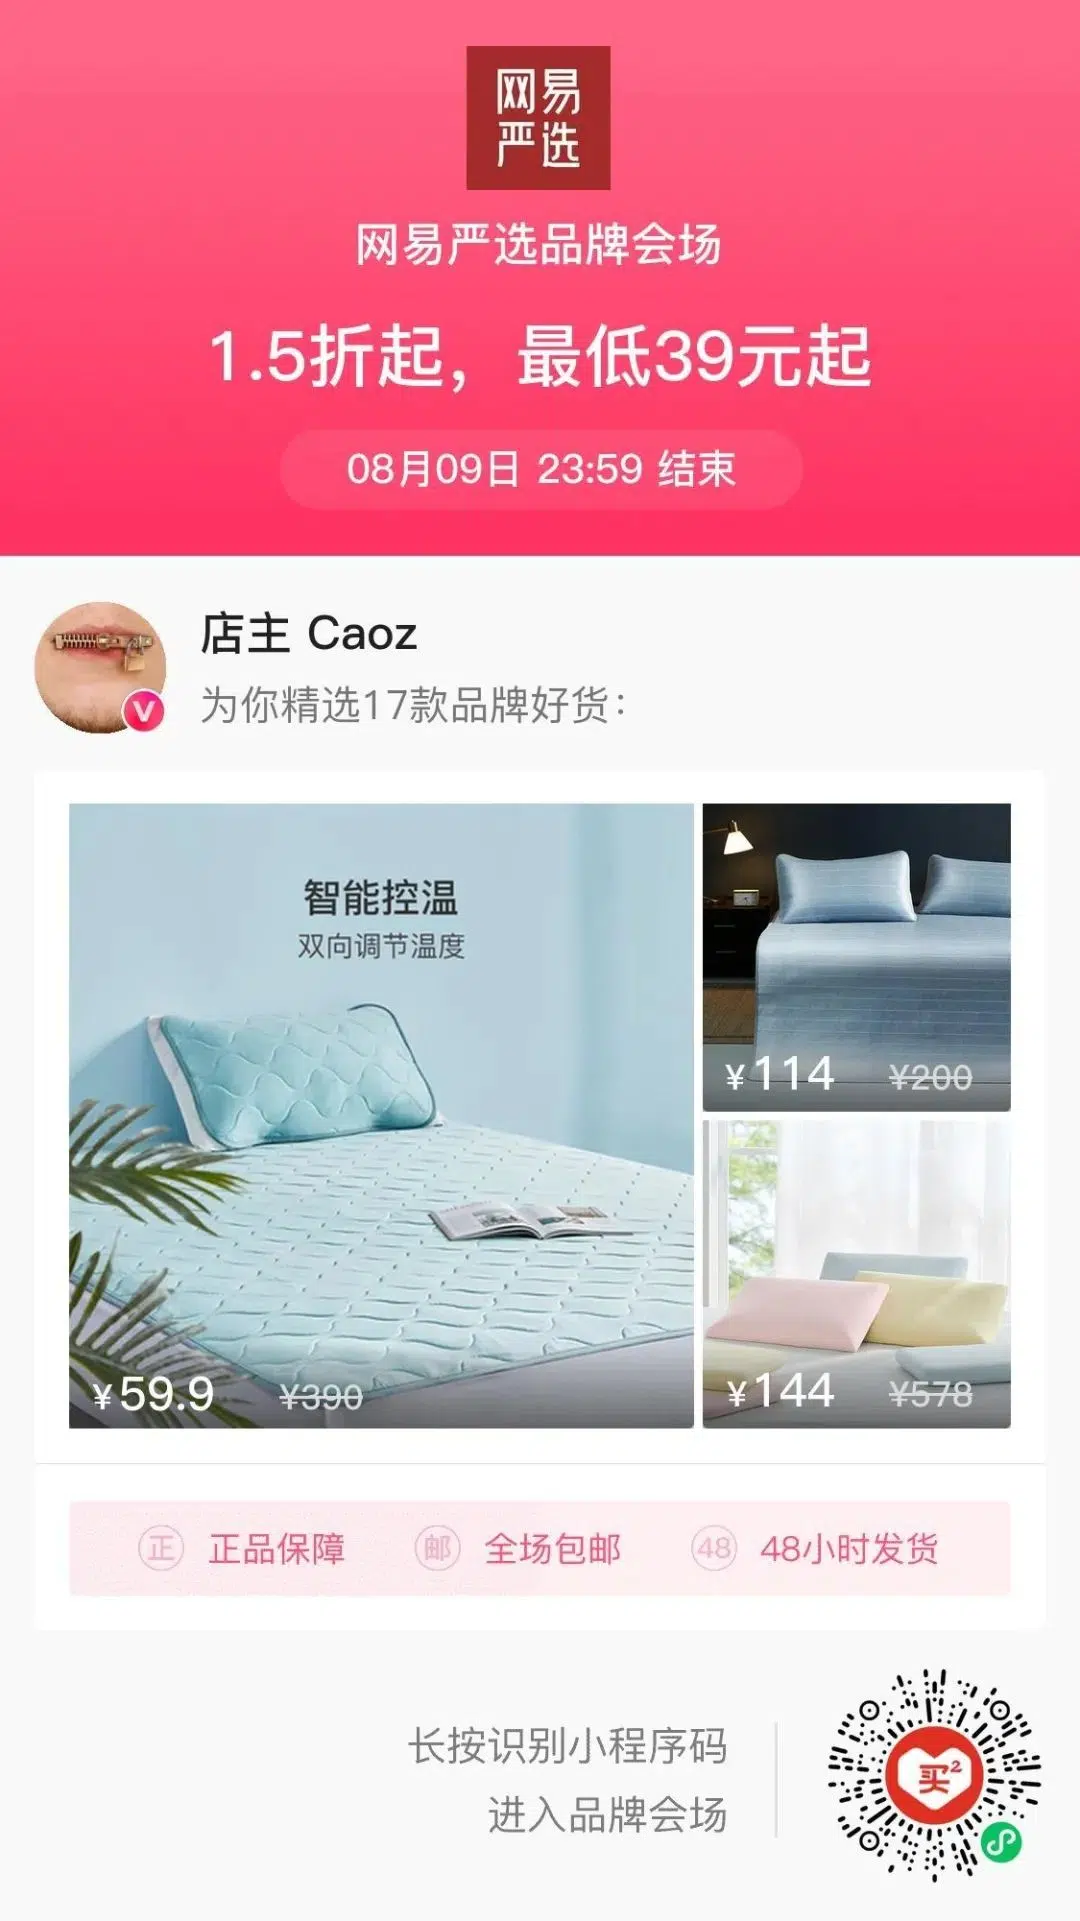 网易
严选
网易严选品牌会场
1.5折起，最低39元起
08月09日 23:59 结束
店主 Caoz
V
为你精选17款品牌好货：
智能控温
双向调节温度
¥59.9 ¥390
¥114 ¥200
¥144 ¥578
正 正品保障 邮 全场包邮 48 48小时发货
长按识别小程序码
进入品牌会场
买2